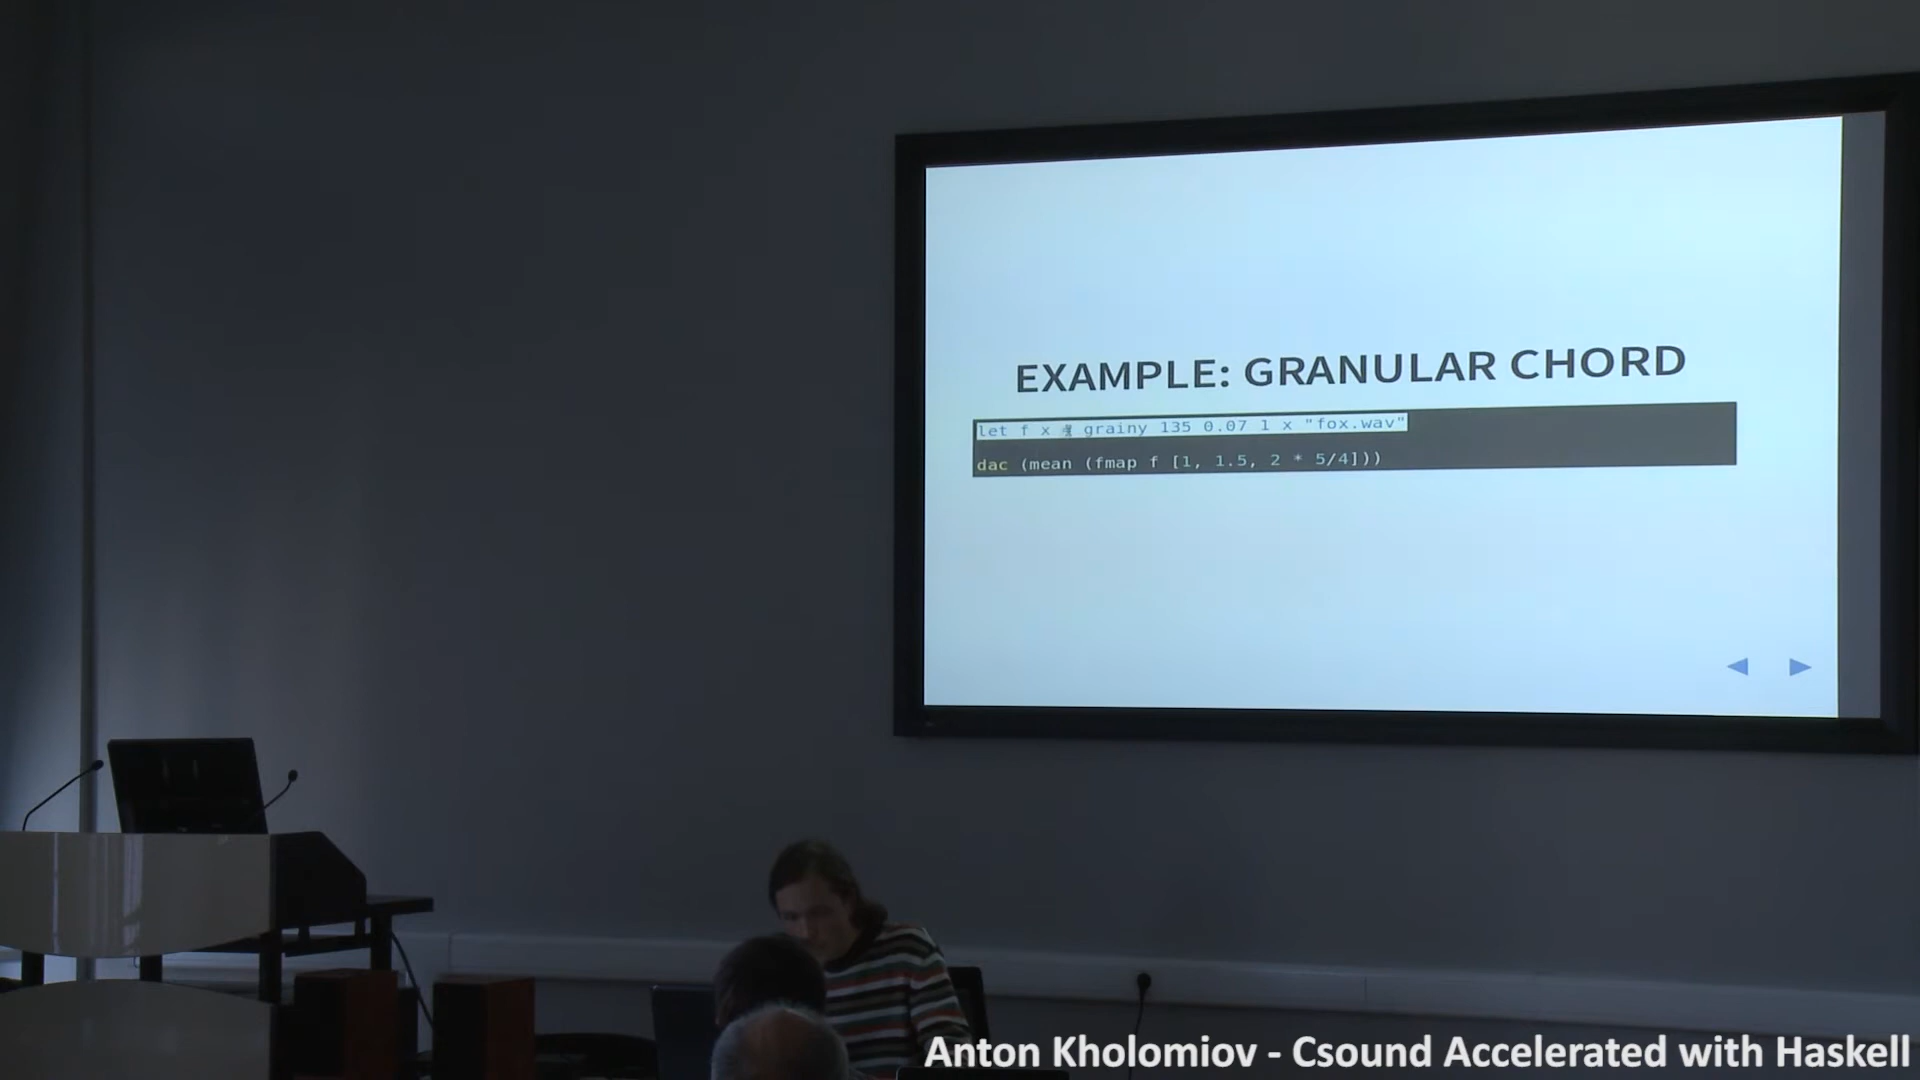 EXAMPLE: GRANULAR CHORD
let f x = grainy 135 0.07 1 x "fox.wav"
dac (mean (fmap f [1, 1.5, 2 * 5/4]))
Anton Kholomiov - Csound Accelerated with Haskell